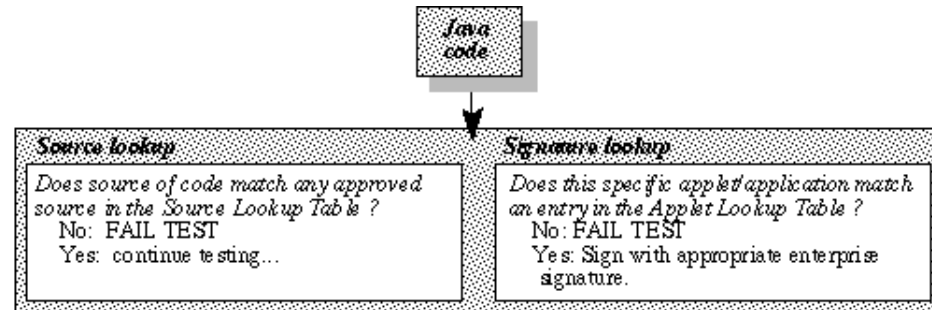 Java
code
Source lookup
Does source of code match any approved
source in the Source Lookup Table ?
No: FAIL TEST
Yes: continue testing...
Signature lookup
Does this specific applet/application match
an entry in the Applet Lookup Table ?
No: FAIL TEST
Yes: Sign with appropriate enterprise
signature.